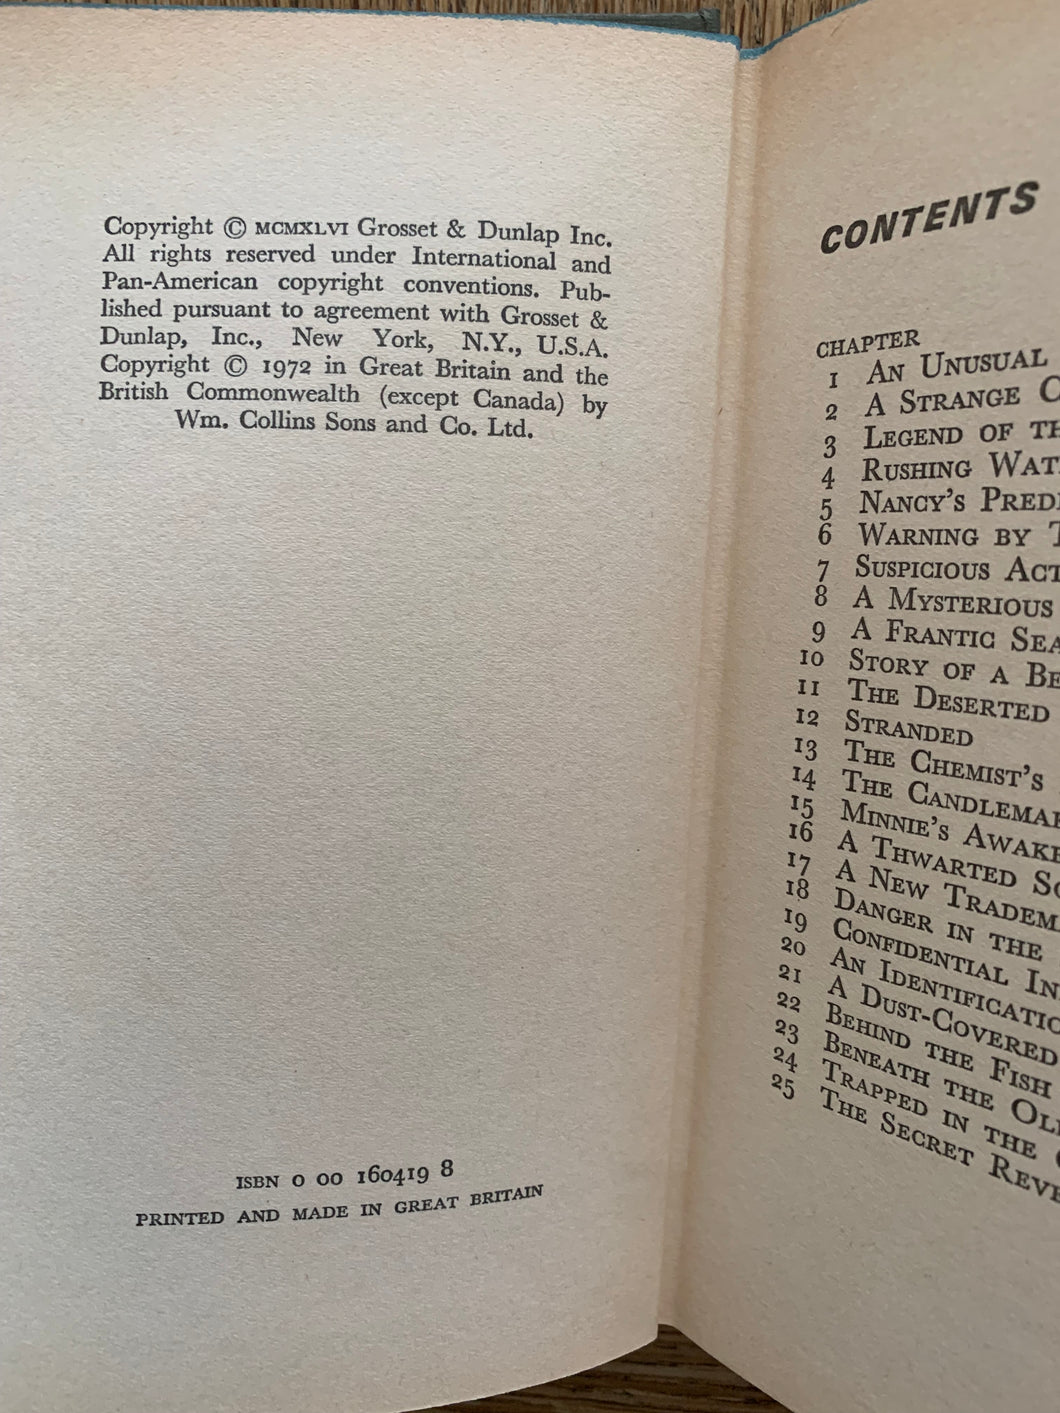 Copyright © MCMXLVI Grosset & Dunlap Inc.
All rights reserved under International and
Pan-American copyright conventions. Pub-
lished pursuant to agreement with Grosset &
Dunlap, Inc., New York, N.Y., U.S.A.
Copyright © 1972 in Great Britain and the
British Commonwealth (except Canada) by
Wm. Collins Sons and Co. Ltd.
ISBN 0 00 160419 8
PRINTED AND MADE IN GREAT BRITAIN
CONTENTS
CHAPTER
1 AN UNUSUAL
2 A STRANGE
3 LEGEND OF
4 RUSHING
5 NANCY'S
6 WARNING BY
7 SUSPICIOUS
8 A MYSTERIOUS
9 A FRANTIC
10 STORY OF A
11 THE DESERTED
12 STRANDED
13 THE CHEMIST'S
14 THE
15 MINNIE'S
16 A THWARTED
17 A NEW
18 DANGER IN THE
19 CONFIDENTIAL
20 AN
21 A DUST-COVERED
22 BEHIND THE FISH
23 BENEATH THE
24 TRAPPED IN THE
25 THE SECRET